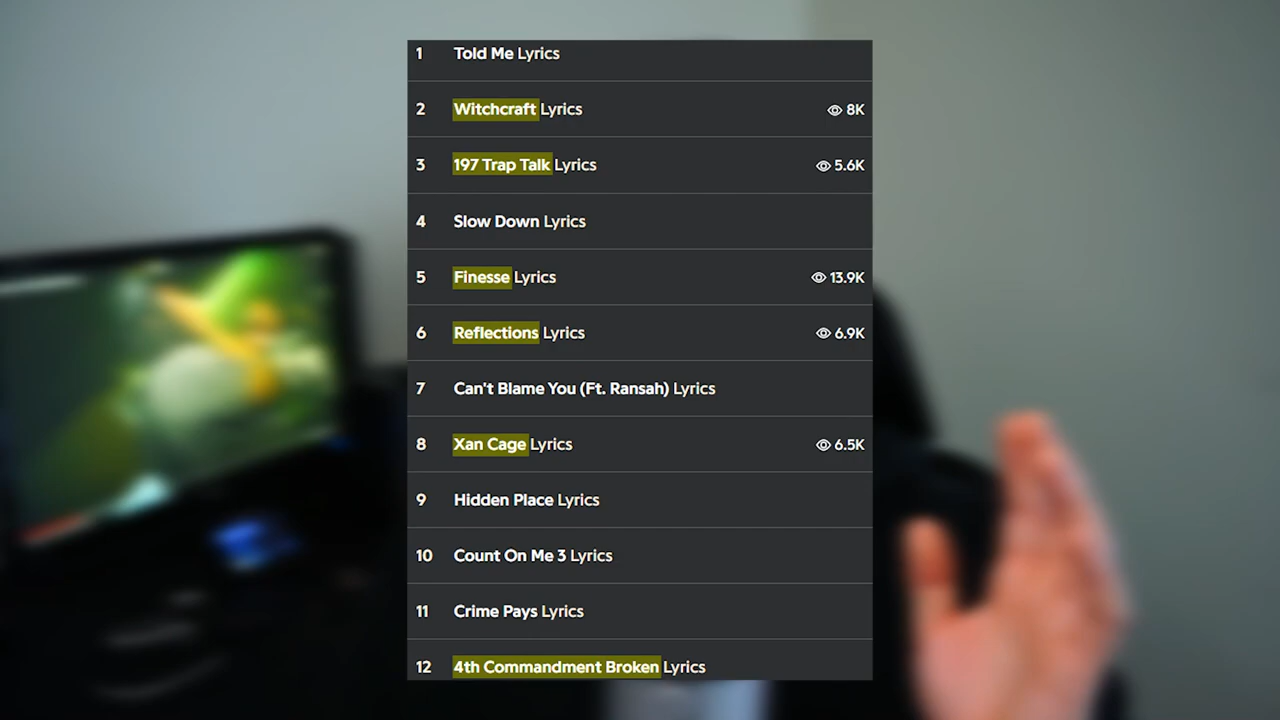 1 Told Me Lyrics
2 Witchcraft Lyrics 8K
3 197 Trap Talk Lyrics 5.6K
4 Slow Down Lyrics
5 Finesse Lyrics 13.9K
6 Reflections Lyrics 6.9K
7 Can't Blame You (Ft. Ransah) Lyrics
8 Xan Cage Lyrics 6.5K
9 Hidden Place Lyrics
10 Count On Me 3 Lyrics
11 Crime Pays Lyrics
12 4th Commandment Broken Lyrics